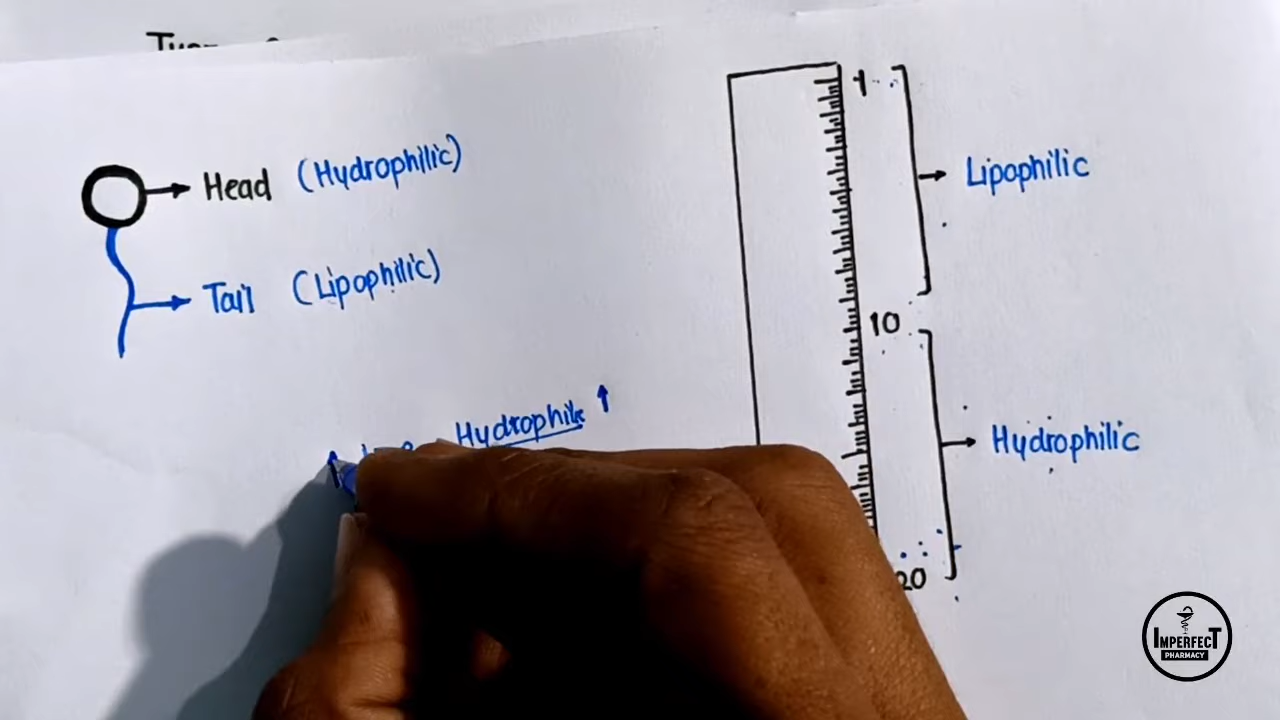 Head (Hydrophilic)
Tail (Lipophilic)
Hydrophilic ↑
1
Lipophilic
10
Hydrophilic
20
IMPERFECT
PHARMACY